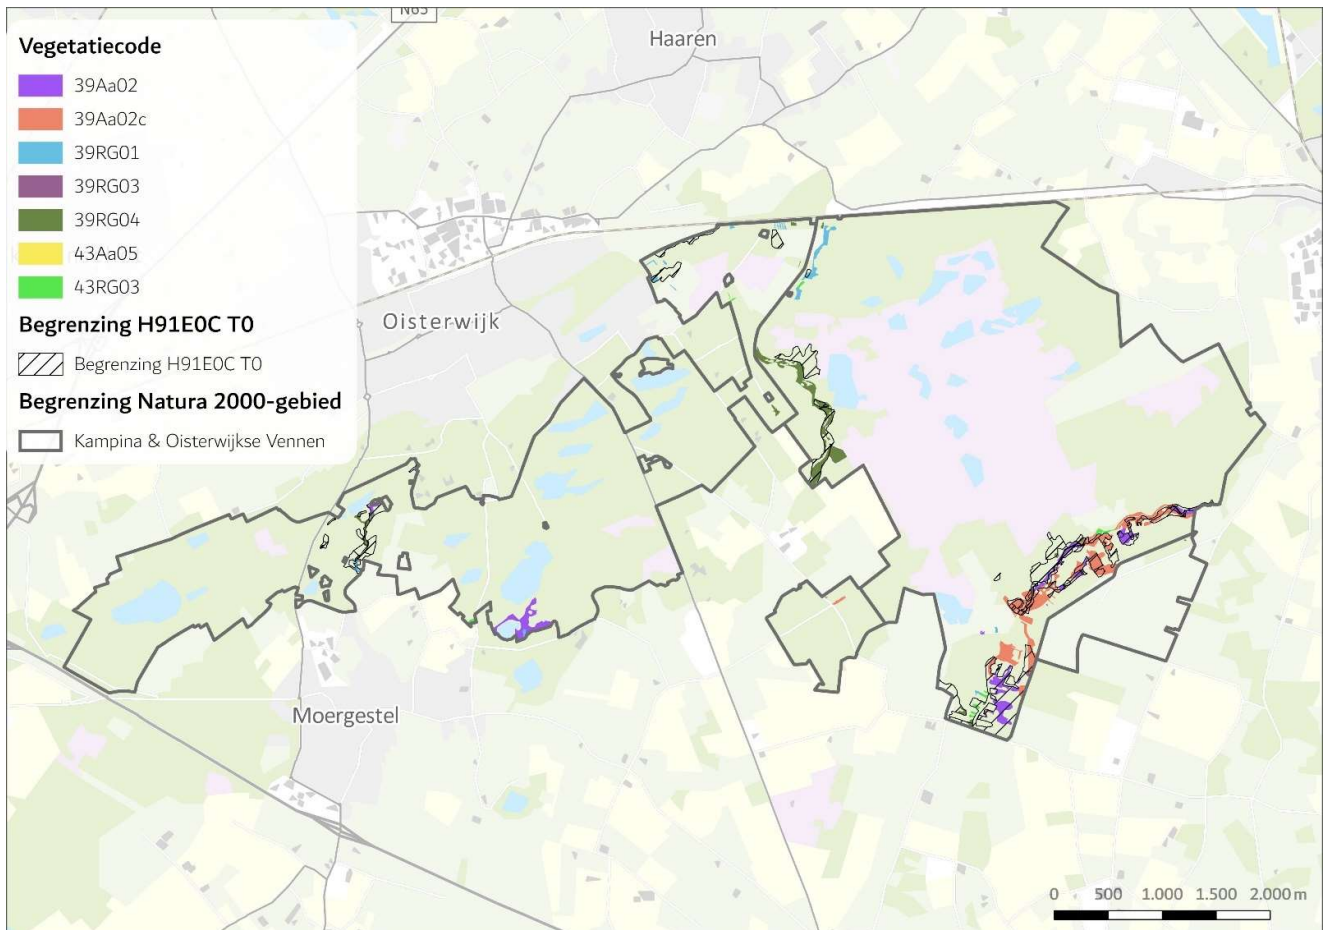 N65
Haaren
Vegetatiecode
39Aa02
39Aa02c
39RG01
39RG03
39RG04
43Aa05
43RG03
Begrenzing H91E0C T0
Begrenzing H91E0C T0
Begrenzing Natura 2000-gebied
Kampina & Oisterwijkse Vennen
Oisterwijk
Moergestel
0 500 1.000 1.500 2.000 m